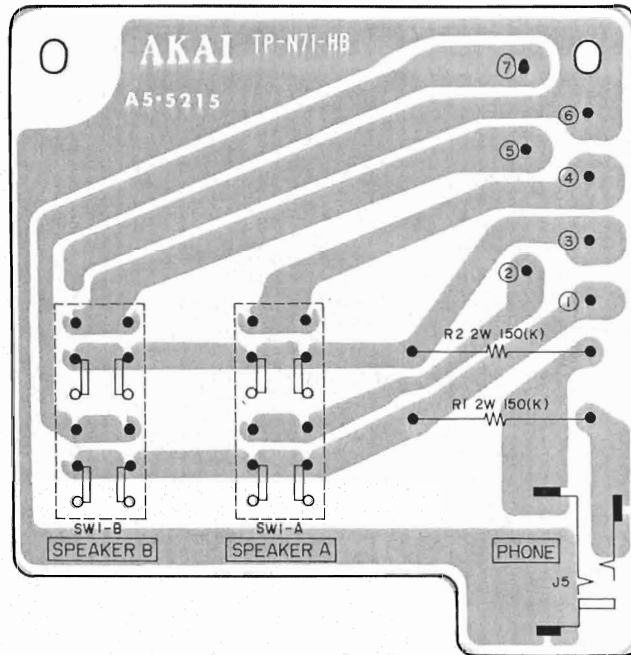 AKAI TP-N71-HB
A5-5215
7
6
5
4
3
2
1
R2 2W 150(K)
R1 2W 150(K)
SW1-B
SW1-A
SPEAKER B
SPEAKER A
PHONE
J5